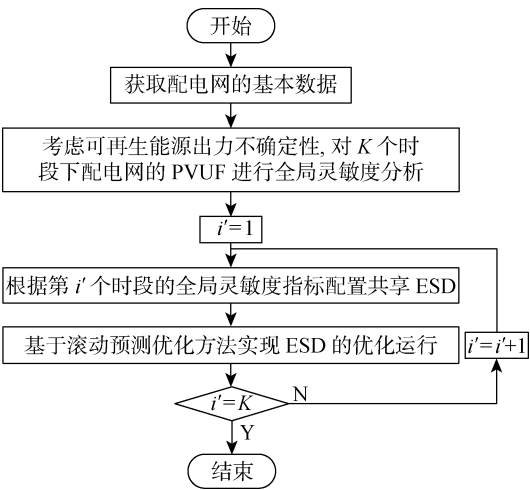 开始
获取配电网的基本数据
考虑可再生能源出力不确定性, 对 K 个时
段下配电网的 PVUF 进行全局灵敏度分析
i′=1
根据第 i′ 个时段的全局灵敏度指标配置共享 ESD
基于滚动预测优化方法实现 ESD 的优化运行
i′=i′+1
i′=K
N
Y
结束